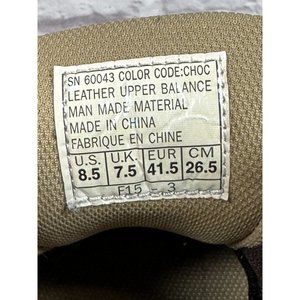 SN 60043 COLOR CODE:CHOC
LEATHER UPPER BALANCE
MAN MADE MATERIAL
MADE IN CHINA
FABRIQUE EN CHINE
U.S. U.K. EUR CM
8.5 7.5 41.5 26.5
F15 - 3